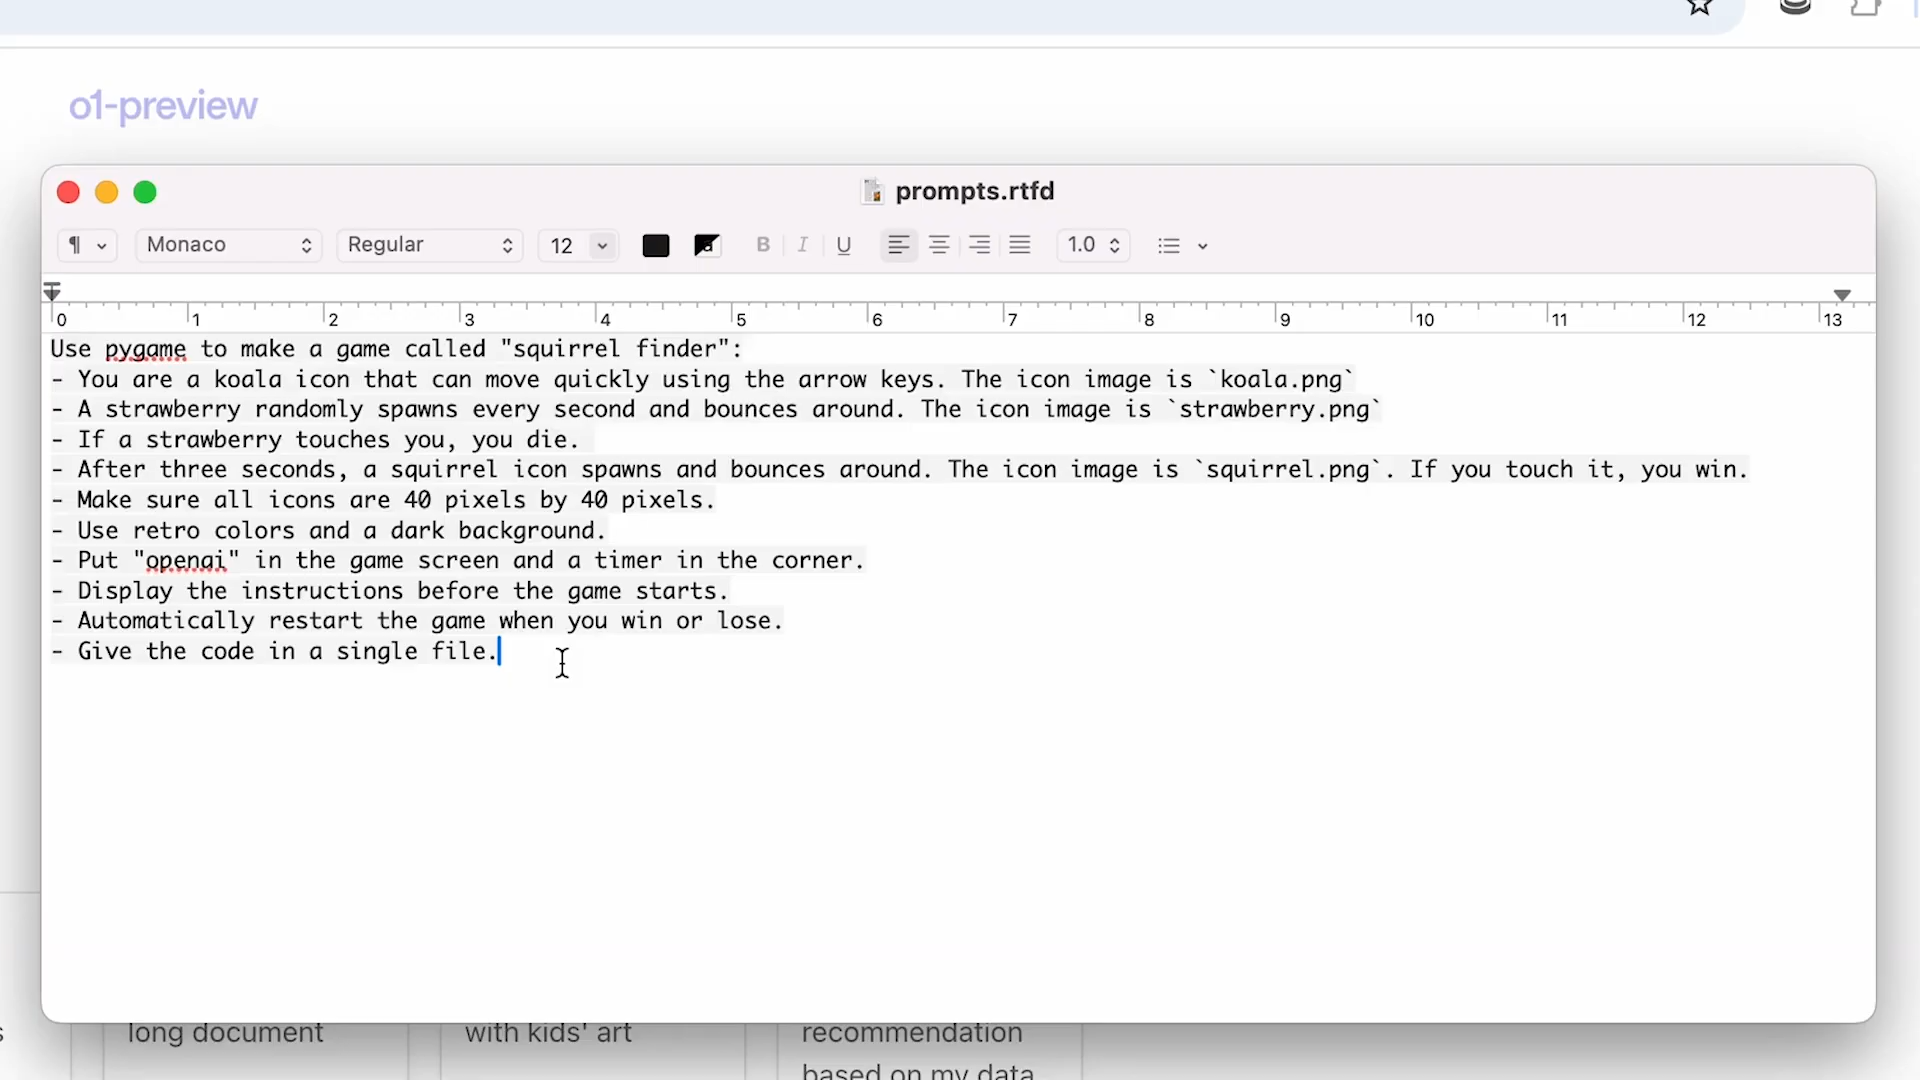 o1-preview
prompts.rtfd
¶ Monaco Regular 12 a B I U 1.0
0 1 2 3 4 5 6 7 8 9 10 11 12 13
Use pygame to make a game called "squirrel finder":
- You are a koala icon that can move quickly using the arrow keys. The icon image is `koala.png`
- A strawberry randomly spawns every second and bounces around. The icon image is `strawberry.png`
- If a strawberry touches you, you die.
- After three seconds, a squirrel icon spawns and bounces around. The icon image is `squirrel.png`. If you touch it, you win.
- Make sure all icons are 40 pixels by 40 pixels.
- Use retro colors and a dark background.
- Put "openai" in the game screen and a timer in the corner.
- Display the instructions before the game starts.
- Automatically restart the game when you win or lose.
- Give the code in a single file.
s long document with kids' art recommendation
based on my data